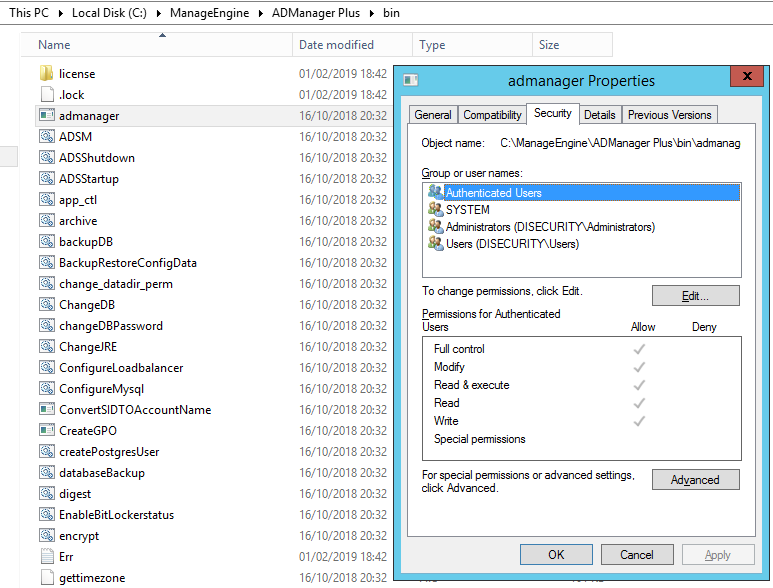 This PC ▸ Local Disk (C:) ▸ ManageEngine ▸ ADManager Plus ▸ bin
Name Date modified Type Size
license 01/02/2019 18:42
.lock 01/02/2019 18:42
admanager 16/10/2018 20:32
ADSM 16/10/2018 20:32
ADSShutdown 16/10/2018 20:32
ADSStartup 16/10/2018 20:32
app_ctl 16/10/2018 20:32
archive 16/10/2018 20:32
backupDB 16/10/2018 20:32
BackupRestoreConfigData 16/10/2018 20:32
change_datadir_perm 16/10/2018 20:32
ChangeDB 16/10/2018 20:32
changeDBPassword 16/10/2018 20:32
ChangeJRE 16/10/2018 20:32
ConfigureLoadbalancer 16/10/2018 20:32
ConfigureMysql 16/10/2018 20:32
ConvertSIDTOAccountName 16/10/2018 20:32
CreateGPO 16/10/2018 20:32
createPostgresUser 16/10/2018 20:32
databaseBackup 16/10/2018 20:32
digest 16/10/2018 20:32
EnableBitLockerstatus 16/10/2018 20:32
encrypt 16/10/2018 20:32
Err 01/02/2019 18:42
gettimezone 16/10/2018 20:32
admanager Properties x
General Compatibility Security Details Previous Versions
Object name: C:\ManageEngine\ADManager Plus\bin\admanag
Group or user names:
Authenticated Users
SYSTEM
Administrators (DISECURITY\Administrators)
Users (DISECURITY\Users)
To change permissions, click Edit.
Edit...
Permissions for Authenticated
Users Allow Deny
Full control
Modify
Read & execute
Read
Write
Special permissions
For special permissions or advanced settings,
click Advanced.
Advanced
OK Cancel Apply